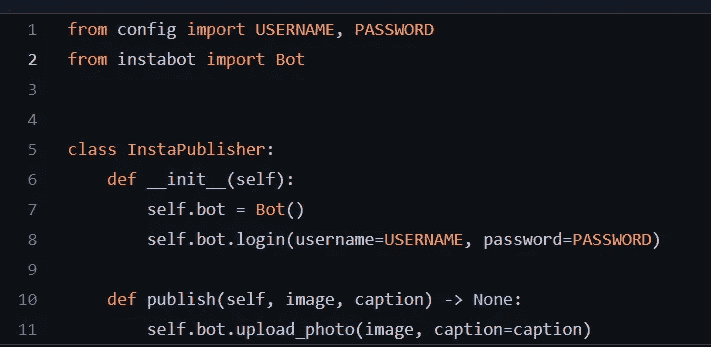 1 from config import USERNAME, PASSWORD
2 from instabot import Bot
3
4
5 class InstaPublisher:
6     def __init__(self):
7         self.bot = Bot()
8         self.bot.login(username=USERNAME, password=PASSWORD)
9
10     def publish(self, image, caption) -> None:
11         self.bot.upload_photo(image, caption=caption)